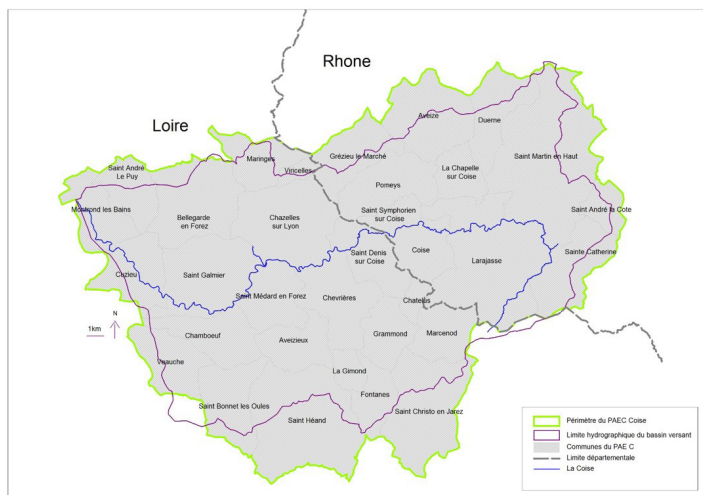 Rhone
Loire
Aveize
Duerne
Grézieu le Marché
Saint Martin en Haut
Maringes
Viricelles
Saint André
Le Puy
La Chapelle
sur Coise
Pomeys
Montrond les Bains
Bellegarde
en Forez
Chazelles
sur Lyon
Saint Symphorien
sur Coise
Saint André la Cote
Coise
Saint Denis
sur Coise
Larajasse
Sainte Catherine
Cuzieu
Saint Galmier
Saint Médard en Forez
Chevrières
Chatelus
N
1km
Chamboeuf
Aveizieux
Grammond
Marcenod
Veauche
La Gimond
Fontanes
Saint Bonnet les Oules
Saint Héand
Saint Christo en Jarez
Périmètre du PAEC Coise
Limite hydrographique du bassin versant
Communes du PAE C
Limite départementale
La Coise